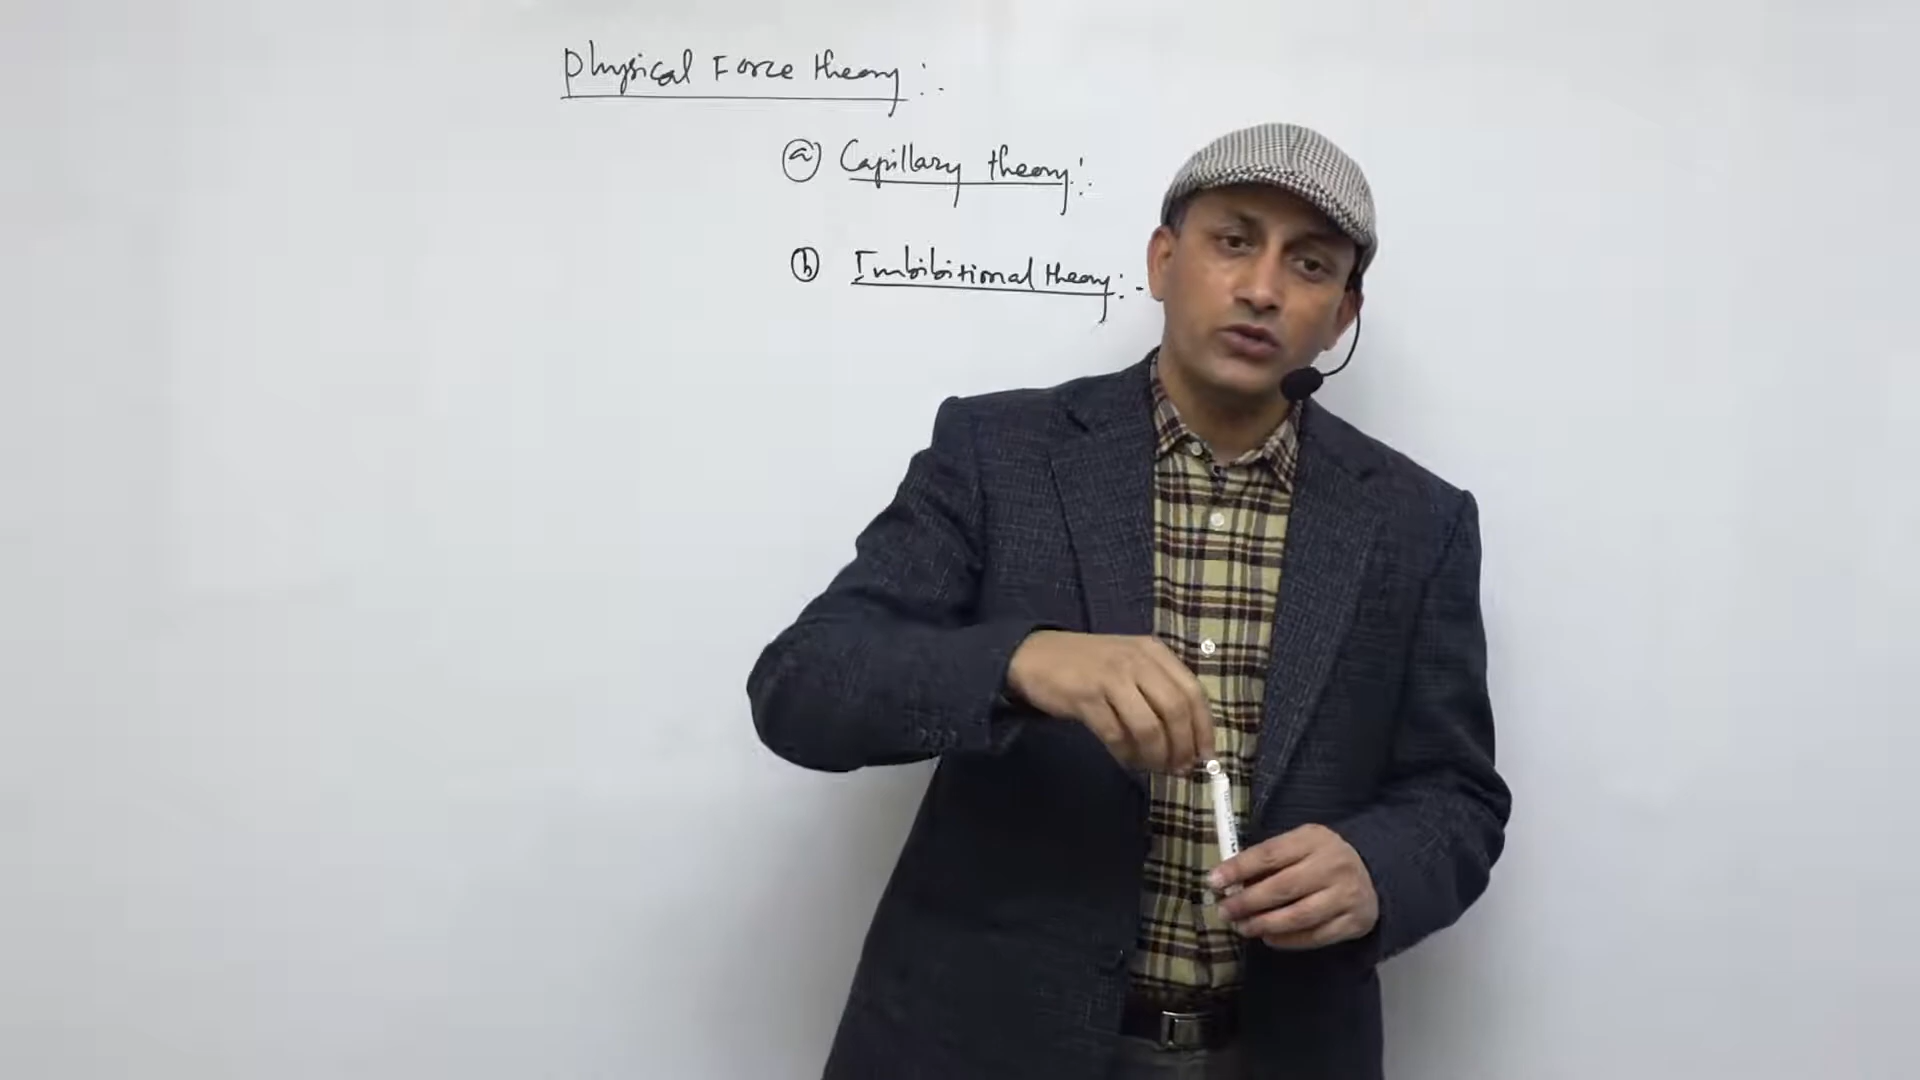 Physical Force theory :-
(a) Capillary theory :-
(b) Imbibitional theory :-